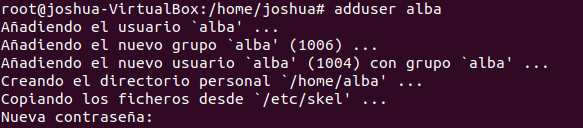 root@joshua-VirtualBox:/home/joshua# adduser alba
Añadiendo el usuario `alba' ...
Añadiendo el nuevo grupo `alba' (1006) ...
Añadiendo el nuevo usuario `alba' (1004) con grupo `alba' ...
Creando el directorio personal `/home/alba' ...
Copiando los ficheros desde `/etc/skel' ...
Nueva contraseña: